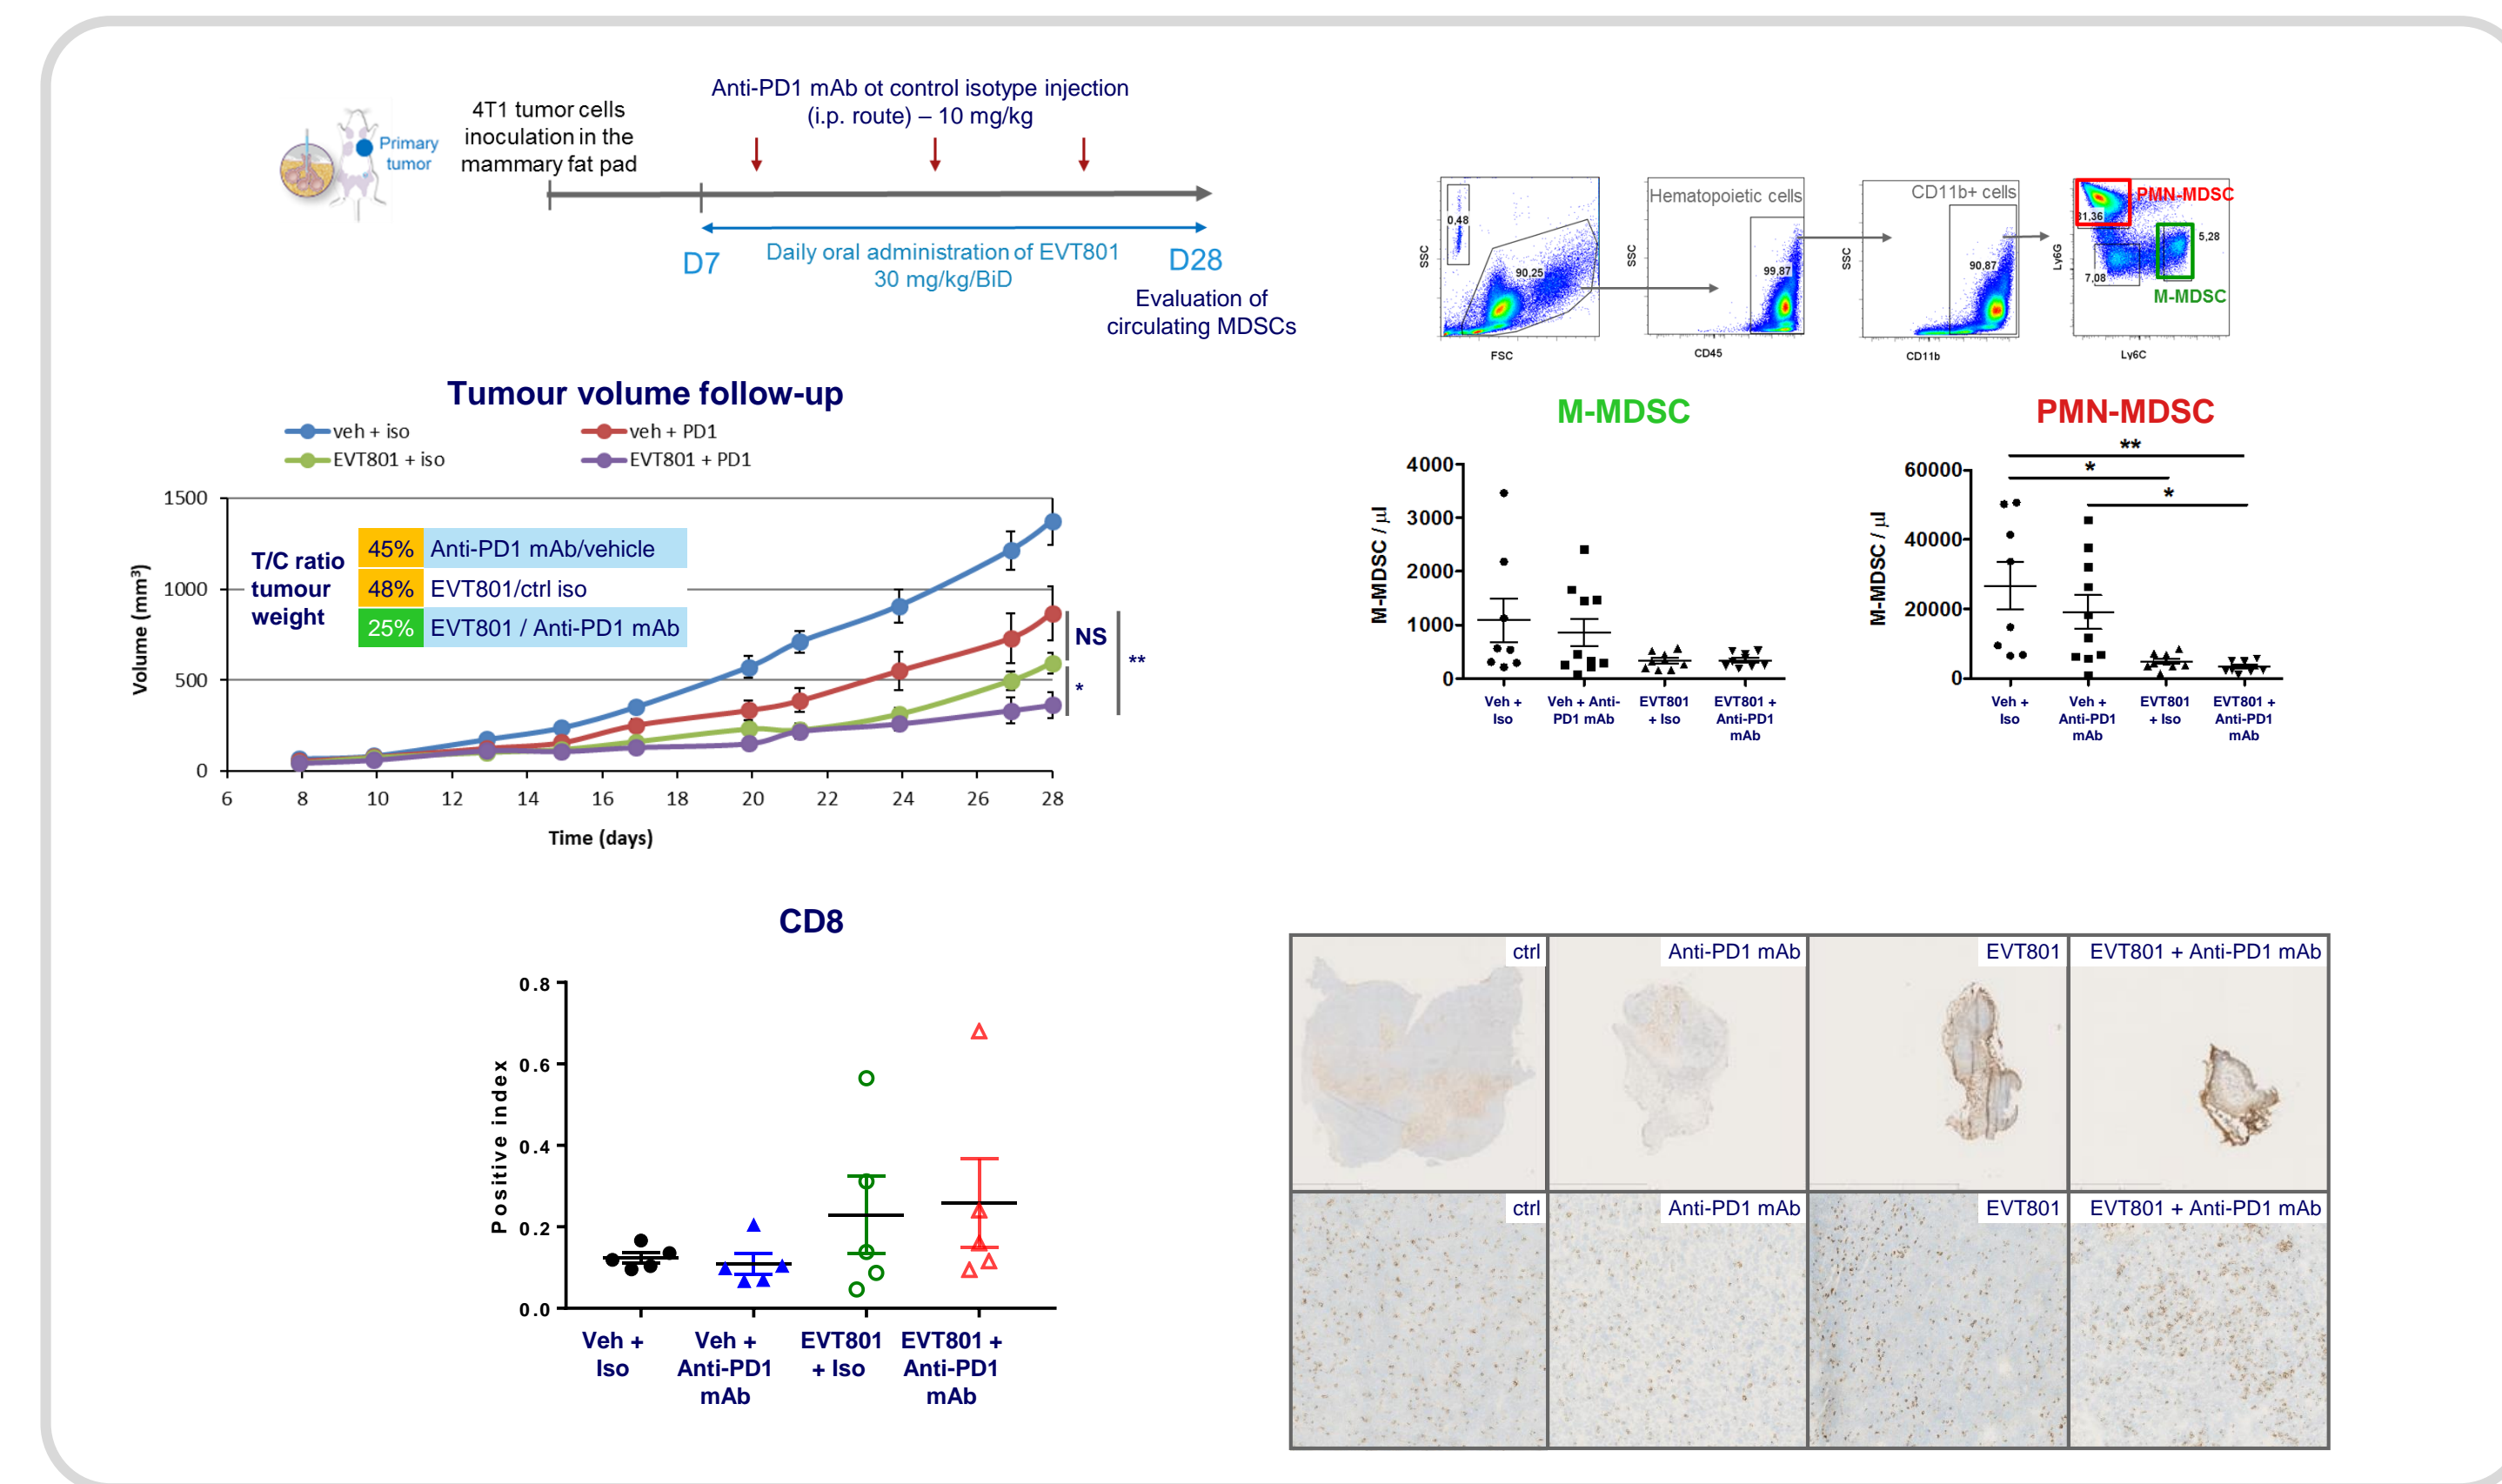 Anti-PD1 mAb ot control isotype injection
(i.p. route) – 10 mg/kg
4T1 tumor cells
inoculation in the
mammary fat pad
Primary
tumor
D7
Daily oral administration of EVT801
30 mg/kg/BiD
D28
Evaluation of
circulating MDSCs
SSC
0,48
90,25
FSC
Hematopoietic cells
SSC
99,87
CD45
CD11b+ cells
SSC
90,87
CD11b
PMN-MDSC
31,36
5,28
7,08
M-MDSC
Ly6G
Ly6C
Tumour volume follow-up
veh + iso
veh + PD1
EVT801 + iso
EVT801 + PD1
Volume (mm³)
1500
1000
500
0
T/C ratio
tumour
weight
45% Anti-PD1 mAb/vehicle
48% EVT801/ctrl iso
25% EVT801 / Anti-PD1 mAb
NS
*
**
6 8 10 12 14 16 18 20 22 24 26 28
Time (days)
M-MDSC
M-MDSC / µl
4000
3000
2000
1000
0
Veh +
Iso
Veh + Anti-
PD1 mAb
EVT801
+ Iso
EVT801 +
Anti-PD1
mAb
PMN-MDSC
**
*
*
M-MDSC / µl
60000
40000
20000
0
Veh +
Iso
Veh +
Anti-PD1
mAb
EVT801
+ Iso
EVT801 +
Anti-PD1
mAb
CD8
Positive index
0.8
0.6
0.4
0.2
0.0
Veh +
Iso
Veh +
Anti-PD1
mAb
EVT801
+ Iso
EVT801 +
Anti-PD1
mAb
ctrl
Anti-PD1 mAb
EVT801
EVT801 + Anti-PD1 mAb
ctrl
Anti-PD1 mAb
EVT801
EVT801 + Anti-PD1 mAb